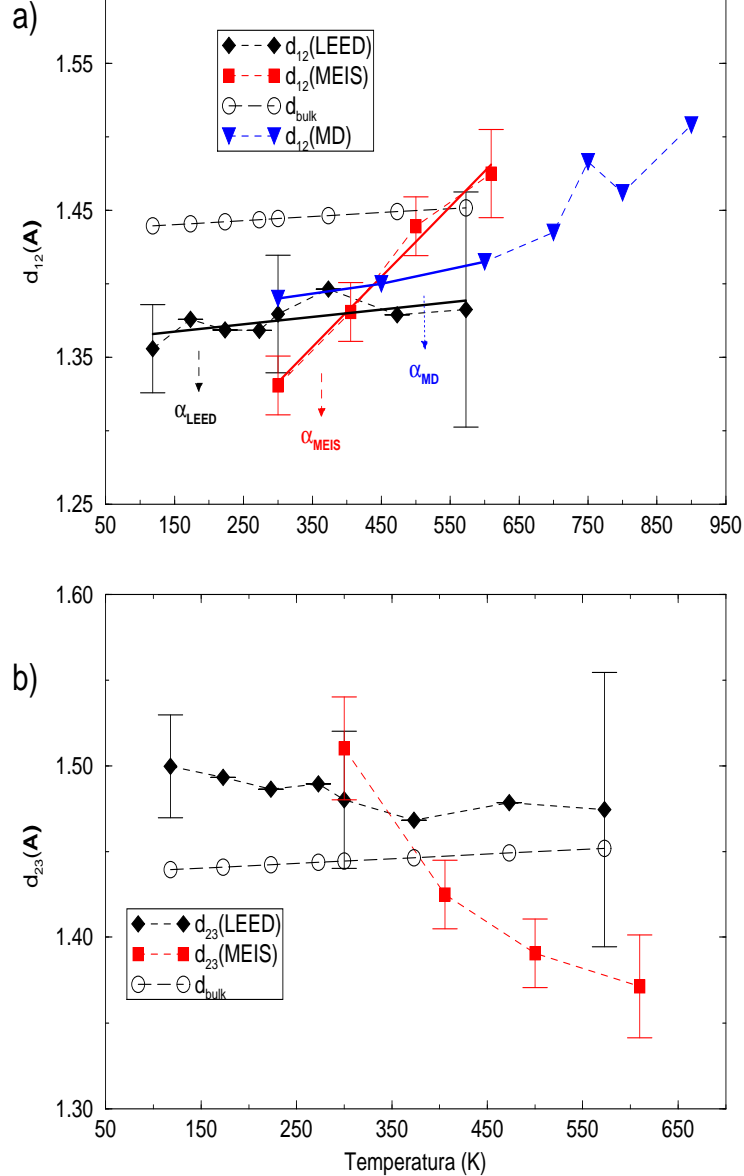 a)
1.55
1.50
1.45
1.35
1.25
d12(A)
d12(LEED)
d12(MEIS)
dbulk
d12(MD)
αLEED
αMEIS
αMD
50 150 250 350 450 550 650 750 850 950
b)
1.60
1.50
1.40
1.30
d23(A)
d23(LEED)
d23(MEIS)
dbulk
50 150 250 350 450 550 650
Temperatura (K)